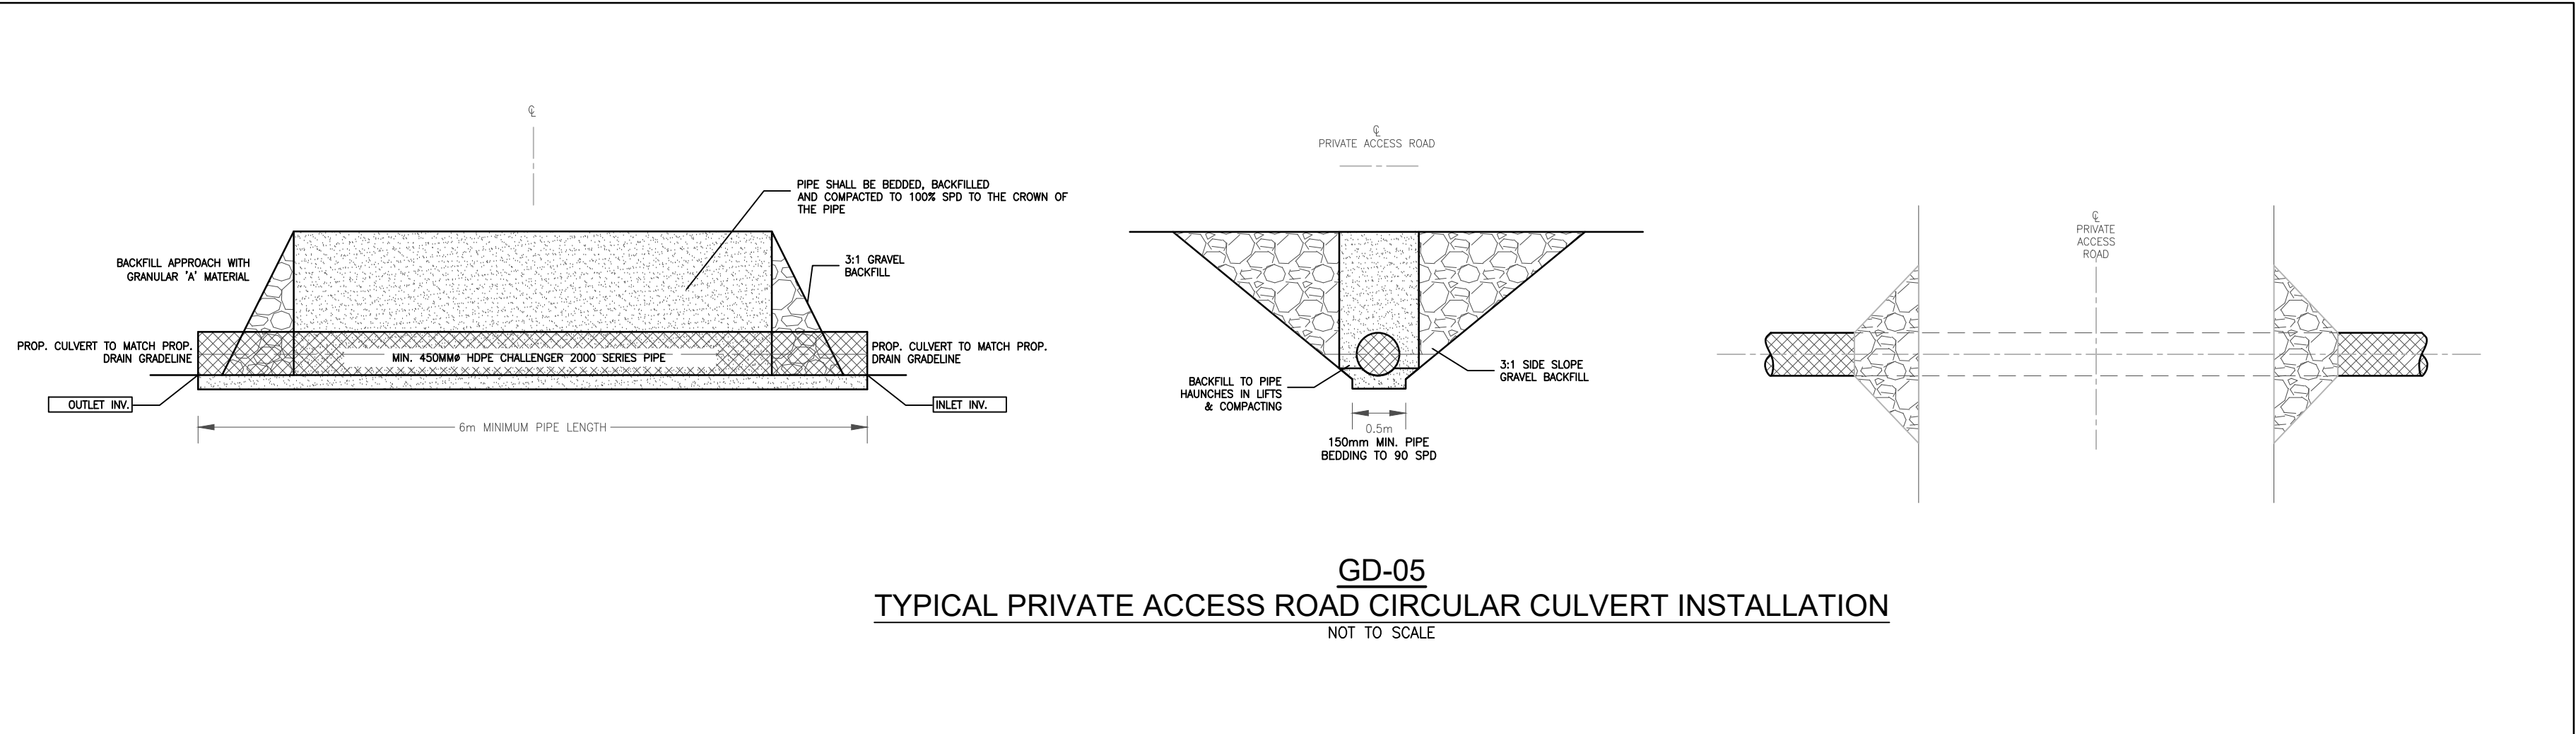 ℄
PIPE SHALL BE BEDDED, BACKFILLED
AND COMPACTED TO 100% SPD TO THE CROWN OF
THE PIPE
BACKFILL APPROACH WITH
GRANULAR 'A' MATERIAL
3:1 GRAVEL
BACKFILL
PROP. CULVERT TO MATCH PROP.
DRAIN GRADELINE
MIN. 450MMø HDPE CHALLENGER 2000 SERIES PIPE
PROP. CULVERT TO MATCH PROP.
DRAIN GRADELINE
OUTLET INV.
INLET INV.
6m MINIMUM PIPE LENGTH
℄
PRIVATE ACCESS ROAD
BACKFILL TO PIPE
HAUNCHES IN LIFTS
& COMPACTING
3:1 SIDE SLOPE
GRAVEL BACKFILL
0.5m
150mm MIN. PIPE
BEDDING TO 90 SPD
℄
PRIVATE
ACCESS
ROAD
GD-05
TYPICAL PRIVATE ACCESS ROAD CIRCULAR CULVERT INSTALLATION
NOT TO SCALE